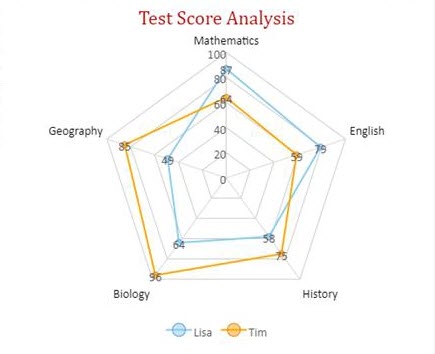 Test Score Analysis
Mathematics
100
87
80
64
60
40
20
0
Geography
85
49
English
79
59
64
58
75
96
Biology
History
Lisa Tim